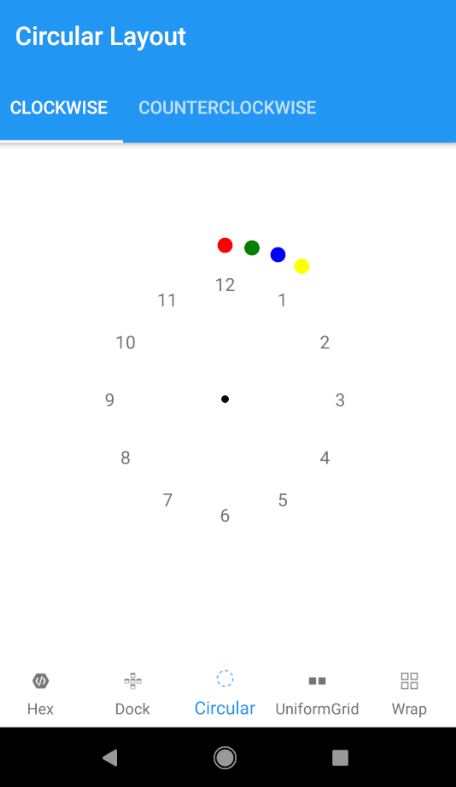 Circular Layout
CLOCKWISE COUNTERCLOCKWISE
12
11 1
10 2
9 3
8 4
7 5
6
Hex Dock Circular UniformGrid Wrap